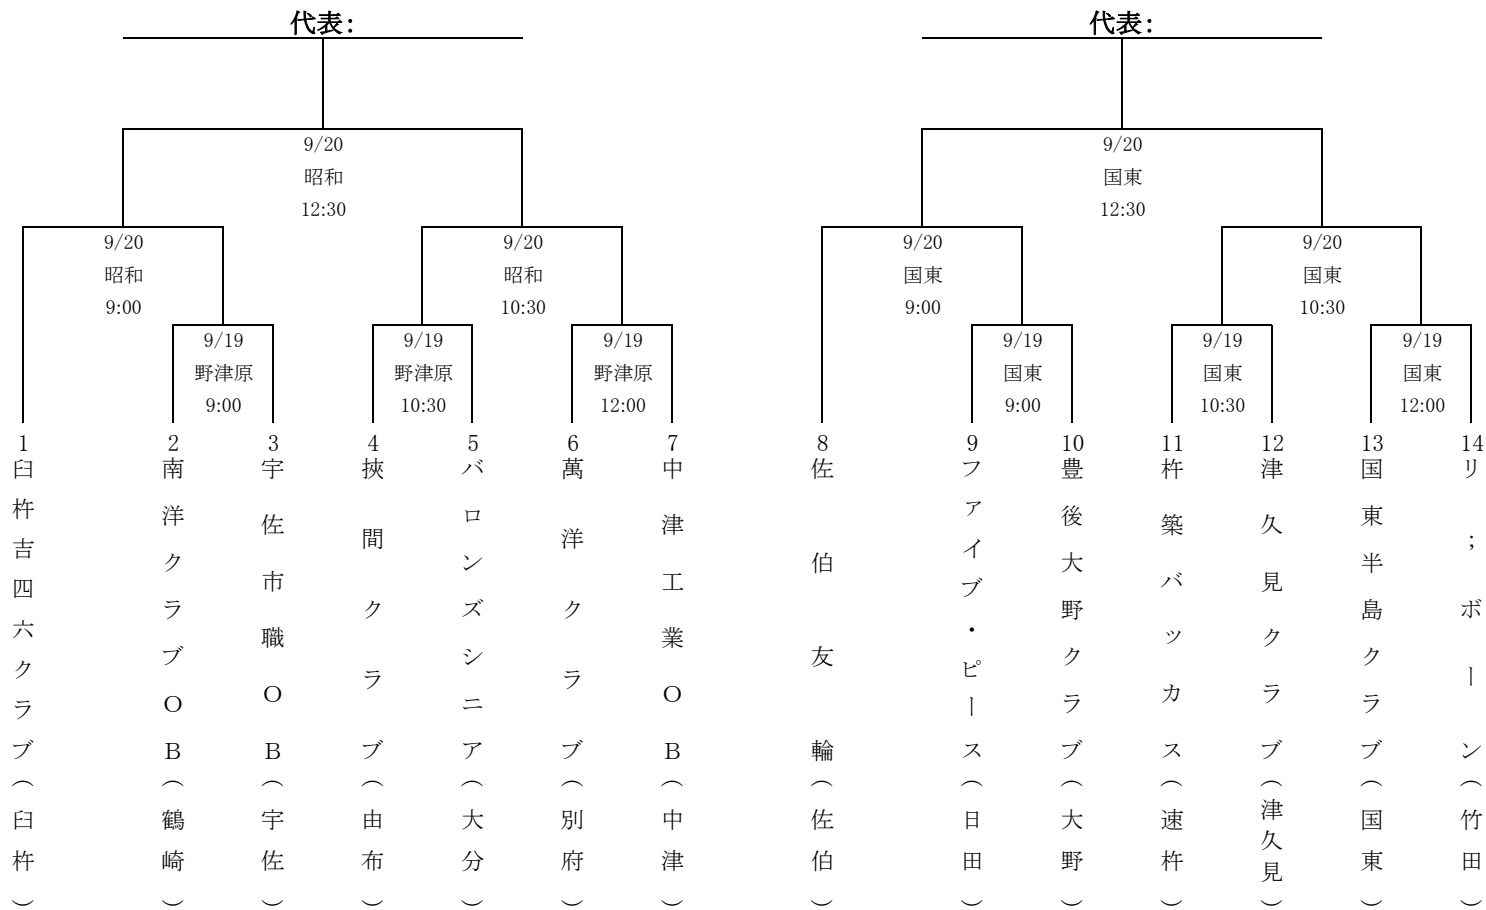 代表：
代表：
9/20
昭和
12:30
9/20
国東
12:30
9/20
昭和
9:00
9/20
昭和
10:30
9/20
国東
9:00
9/20
国東
10:30
9/19
野津原
9:00
9/19
野津原
10:30
9/19
野津原
12:00
9/19
国東
9:00
9/19
国東
10:30
9/19
国東
12:00
1
臼杵吉四六クラブ（臼杵）
2
南洋クラブＯＢ（鶴崎）
3
宇佐市職ＯＢ（宇佐）
4
挾間クラブ（由布）
5
バロンズシニア（大分）
6
萬洋クラブ（別府）
7
中津工業ＯＢ（中津）
8
佐伯友輪（佐伯）
9
ファイブ・ピース（日田）
10
豊後大野クラブ（大野）
11
杵築バッカス（速杵）
12
津久見クラブ（津久見）
13
国東半島クラブ（国東）
14
リ；ボーン（竹田）